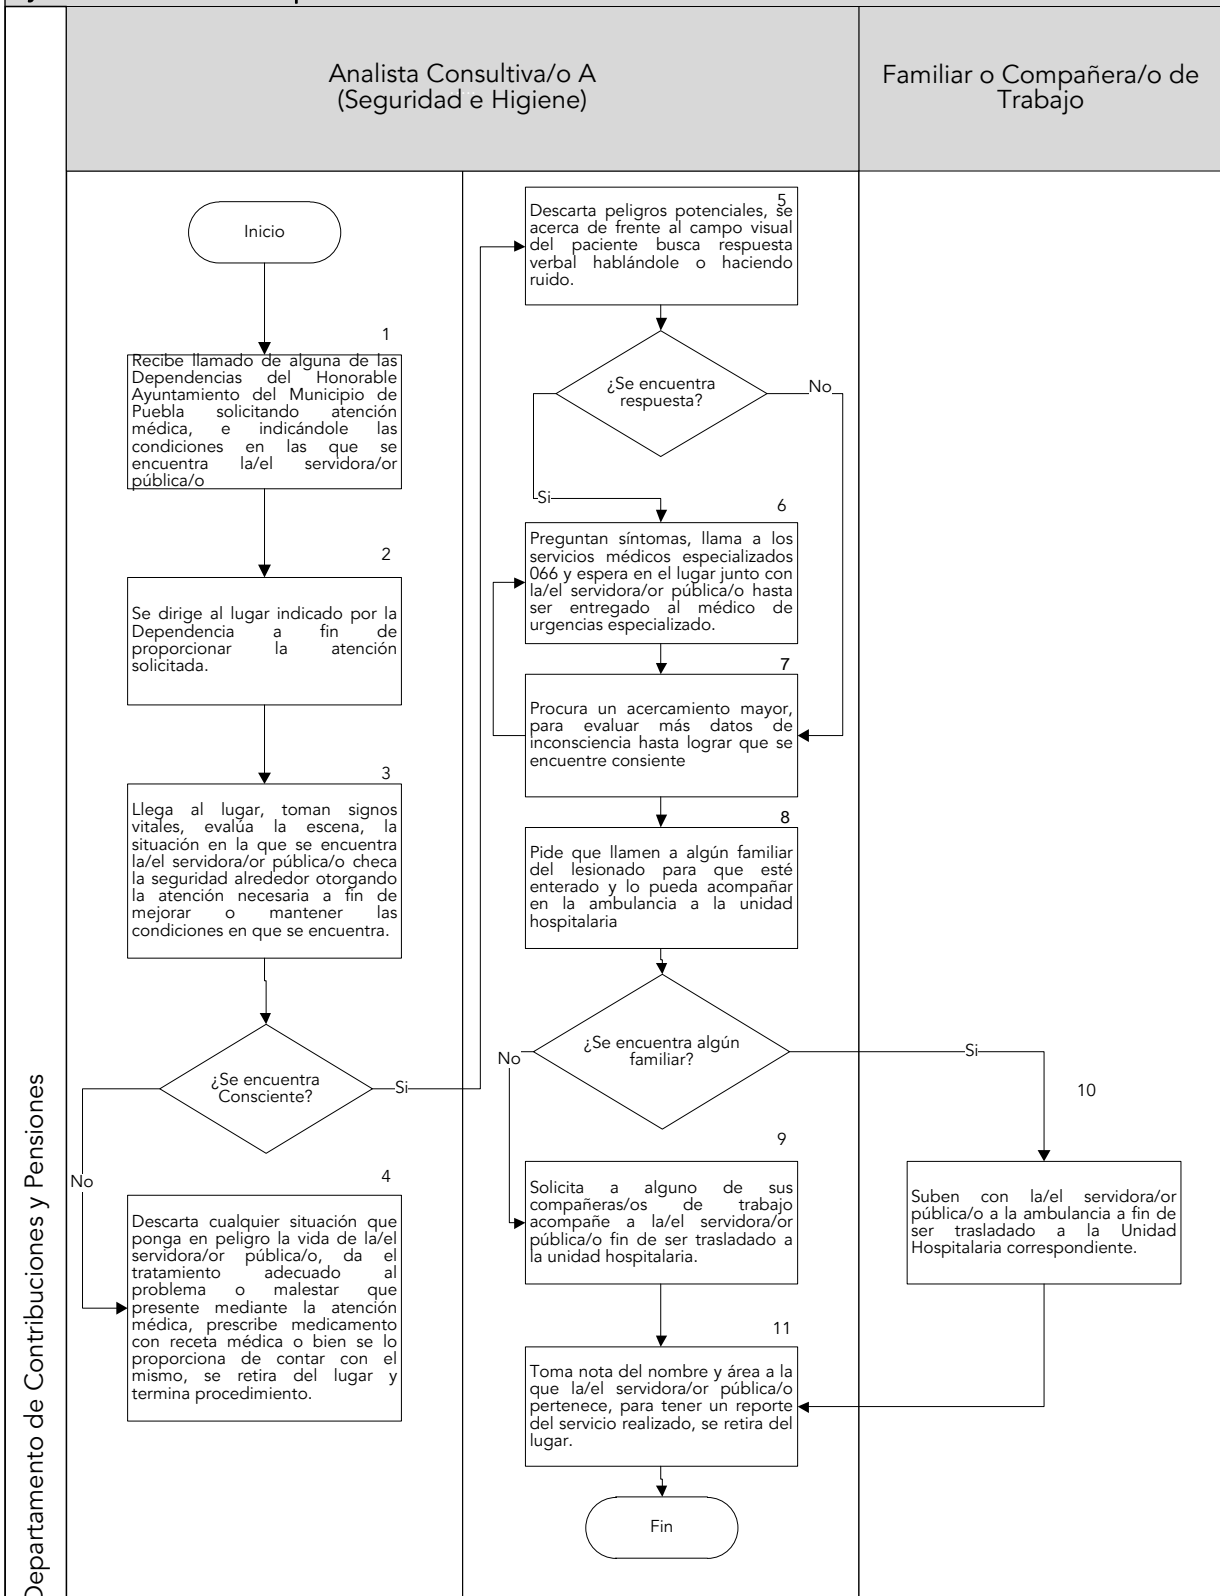 Analista Consultiva/o A
(Seguridad e Higiene)
Familiar o Compañera/o de
Trabajo
Departamento de Contribuciones y Pensiones
Inicio
1
Recibe llamado de alguna de las
Dependencias del Honorable
Ayuntamiento del Municipio de
Puebla solicitando atención
médica, e indicándole las
condiciones en las que se
encuentra la/el servidora/or
pública/o
2
Se dirige al lugar indicado por la
Dependencia a fin de
proporcionar la atención
solicitada.
3
Llega al lugar, toman signos
vitales, evalúa la escena, la
situación en la que se encuentra
la/el servidora/or pública/o checa
la seguridad alrededor otorgando
la atención necesaria a fin de
mejorar o mantener las
condiciones en que se encuentra.
¿Se encuentra
Consciente?
Si
No
4
Descarta cualquier situación que
ponga en peligro la vida de la/el
servidora/or pública/o, da el
tratamiento adecuado al
problema o malestar que
presente mediante la atención
médica, prescribe medicamento
con receta médica o bien se lo
proporciona de contar con el
mismo, se retira del lugar y
termina procedimiento.
5
Descarta peligros potenciales, se
acerca de frente al campo visual
del paciente busca respuesta
verbal hablándole o haciendo
ruido.
¿Se encuentra
respuesta?
No
Si
6
Preguntan síntomas, llama a los
servicios médicos especializados
066 y espera en el lugar junto con
la/el servidora/or pública/o hasta
ser entregado al médico de
urgencias especializado.
7
Procura un acercamiento mayor,
para evaluar más datos de
inconsciencia hasta lograr que se
encuentre consiente
8
Pide que llamen a algún familiar
del lesionado para que esté
enterado y lo pueda acompañar
en la ambulancia a la unidad
hospitalaria
¿Se encuentra algún
familiar?
No
Si
9
Solicita a alguno de sus
compañeras/os de trabajo
acompañe a la/el servidora/or
pública/o fin de ser trasladado a
la unidad hospitalaria.
10
Suben con la/el servidora/or
pública/o a la ambulancia a fin de
ser trasladado a la Unidad
Hospitalaria correspondiente.
11
Toma nota del nombre y área a la
que la/el servidora/or pública/o
pertenece, para tener un reporte
del servicio realizado, se retira del
lugar.
Fin